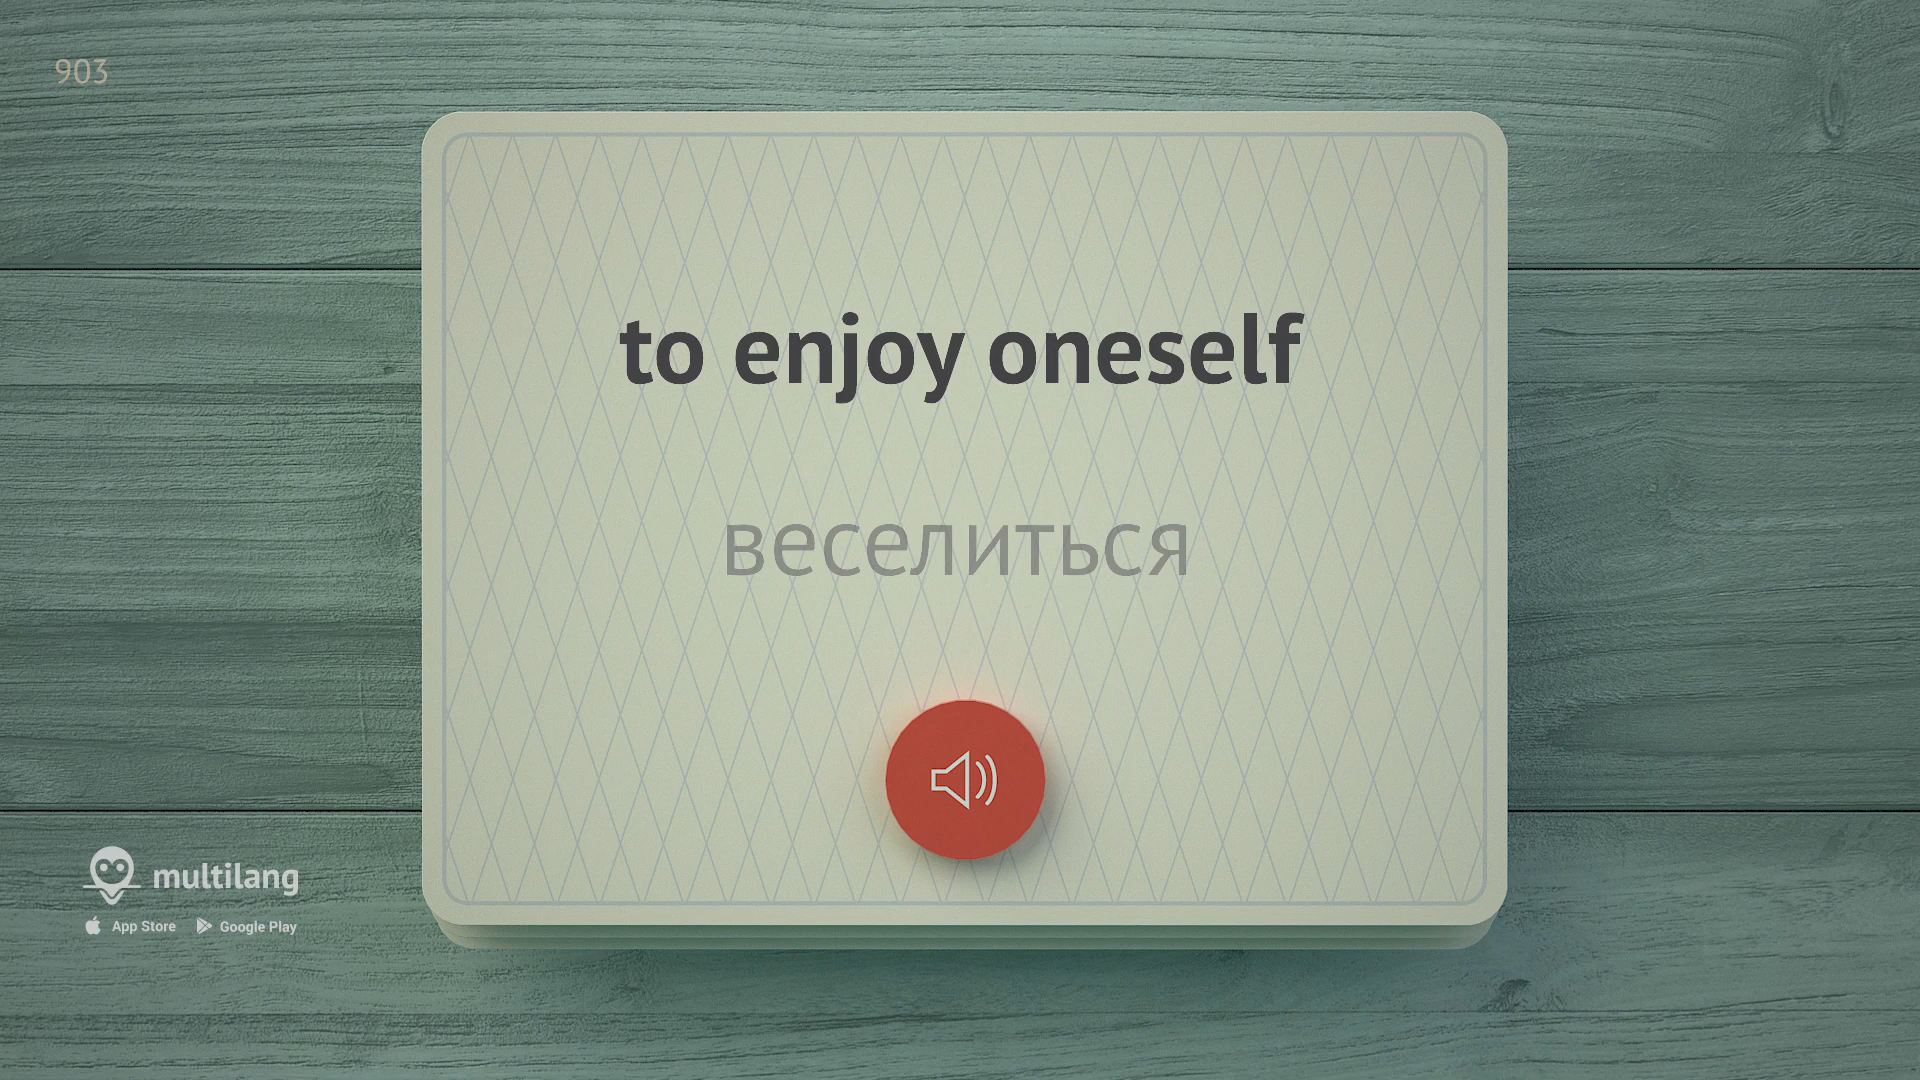 903
to enjoy oneself
веселиться
multilang
App Store Google Play